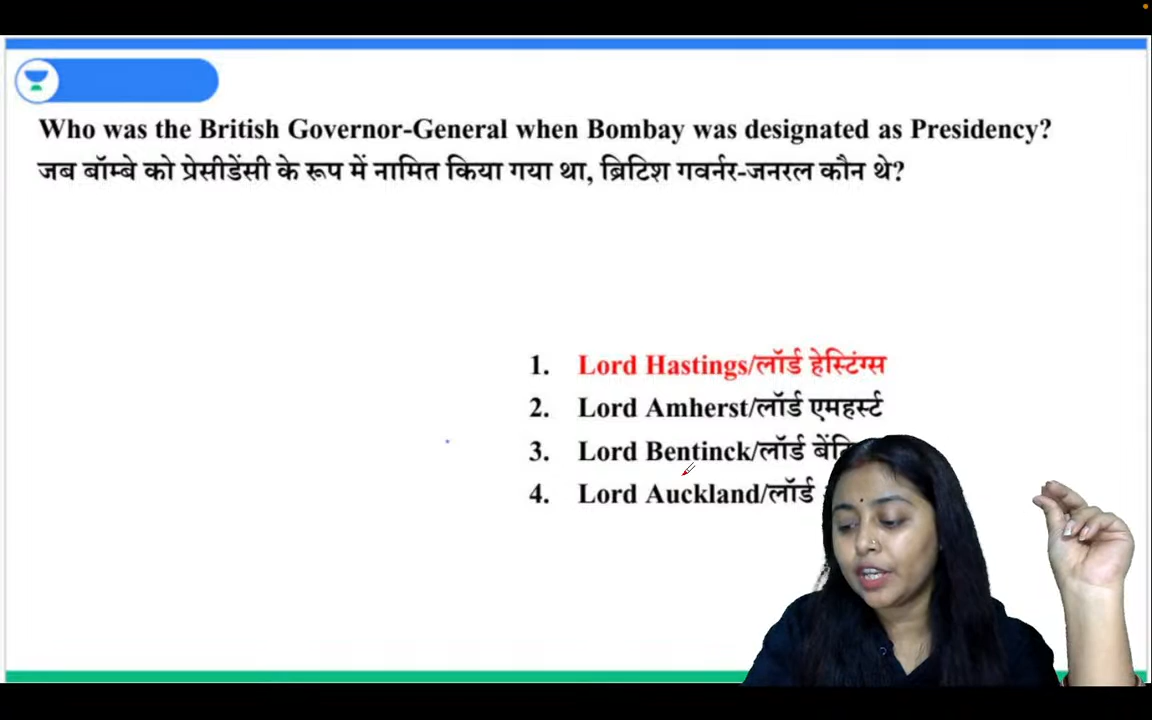 Who was the British Governor-General when Bombay was designated as Presidency?
जब बॉम्बे को प्रेसीडेंसी के रूप में नामित किया गया था, ब्रिटिश गवर्नर-जनरल कौन थे?
1. Lord Hastings/लॉर्ड हेस्टिंग्स
2. Lord Amherst/लॉर्ड एमहर्स्ट
3. Lord Bentinck/लॉर्ड
4. Lord Auckland/लॉर्ड